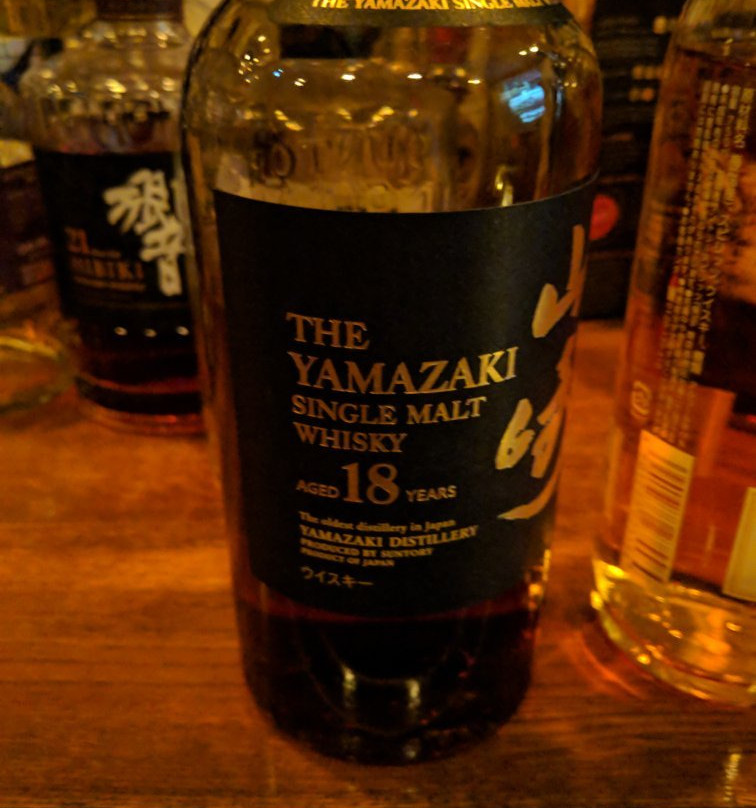 THE YAMAZAKI SINGLE MALT
THE
YAMAZAKI
SINGLE MALT
WHISKY
AGED 18 YEARS
The oldest distillery in Japan
YAMAZAKI DISTILLERY
PRODUCED BY SUNTORY
PRODUCT OF JAPAN
ウイスキー
山崎
響
21
HIBIKI